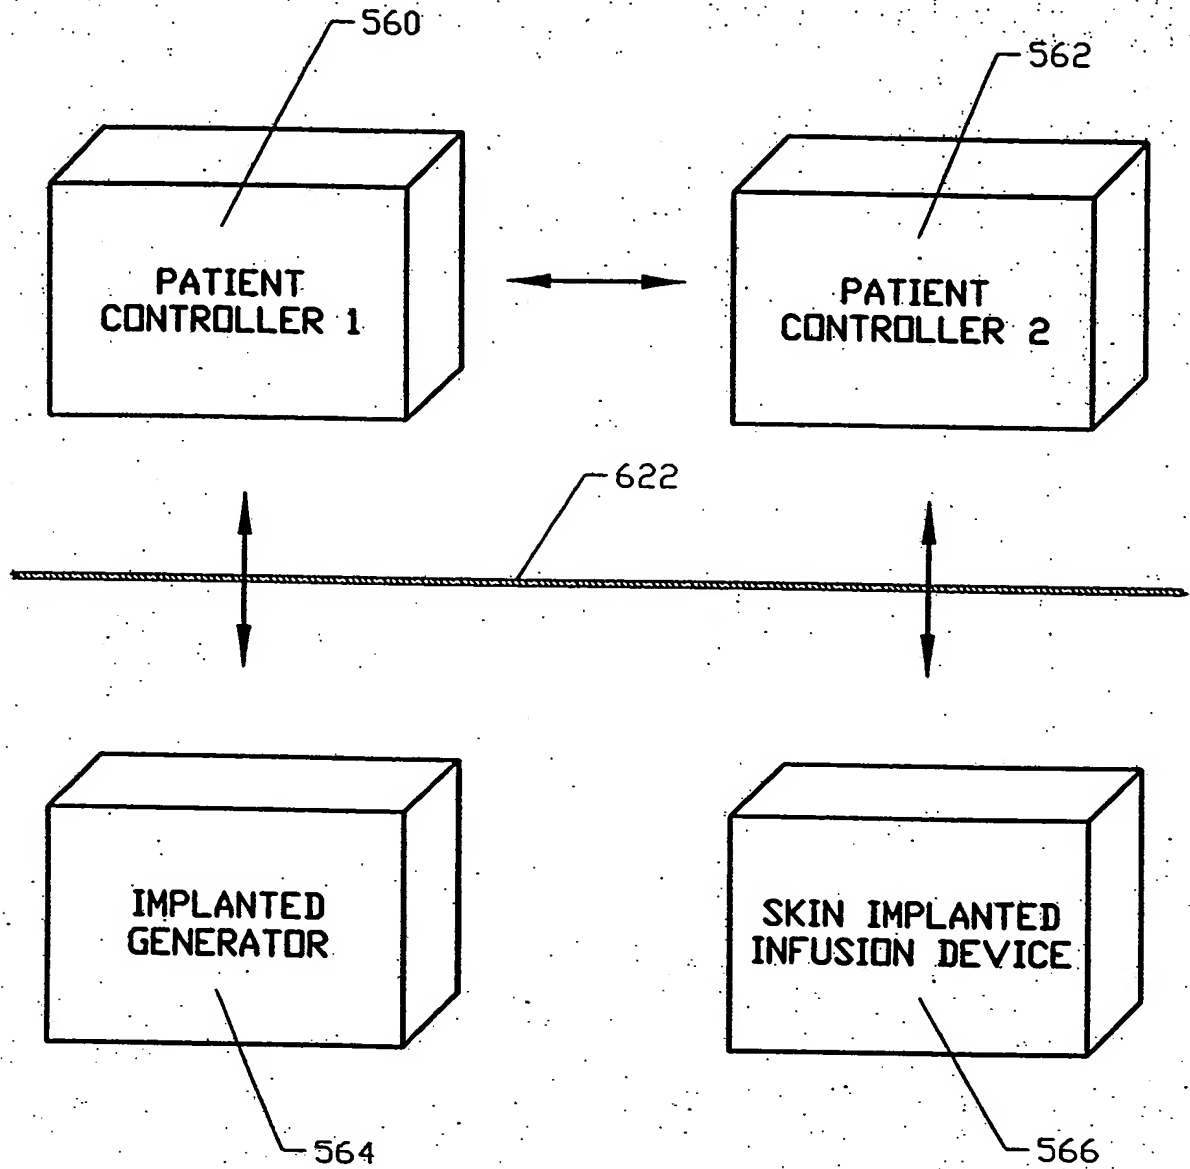 560
562
PATIENT
CONTROLLER 1
PATIENT
CONTROLLER 2
622
IMPLANTED
GENERATOR
SKIN IMPLANTED
INFUSION DEVICE
564
566